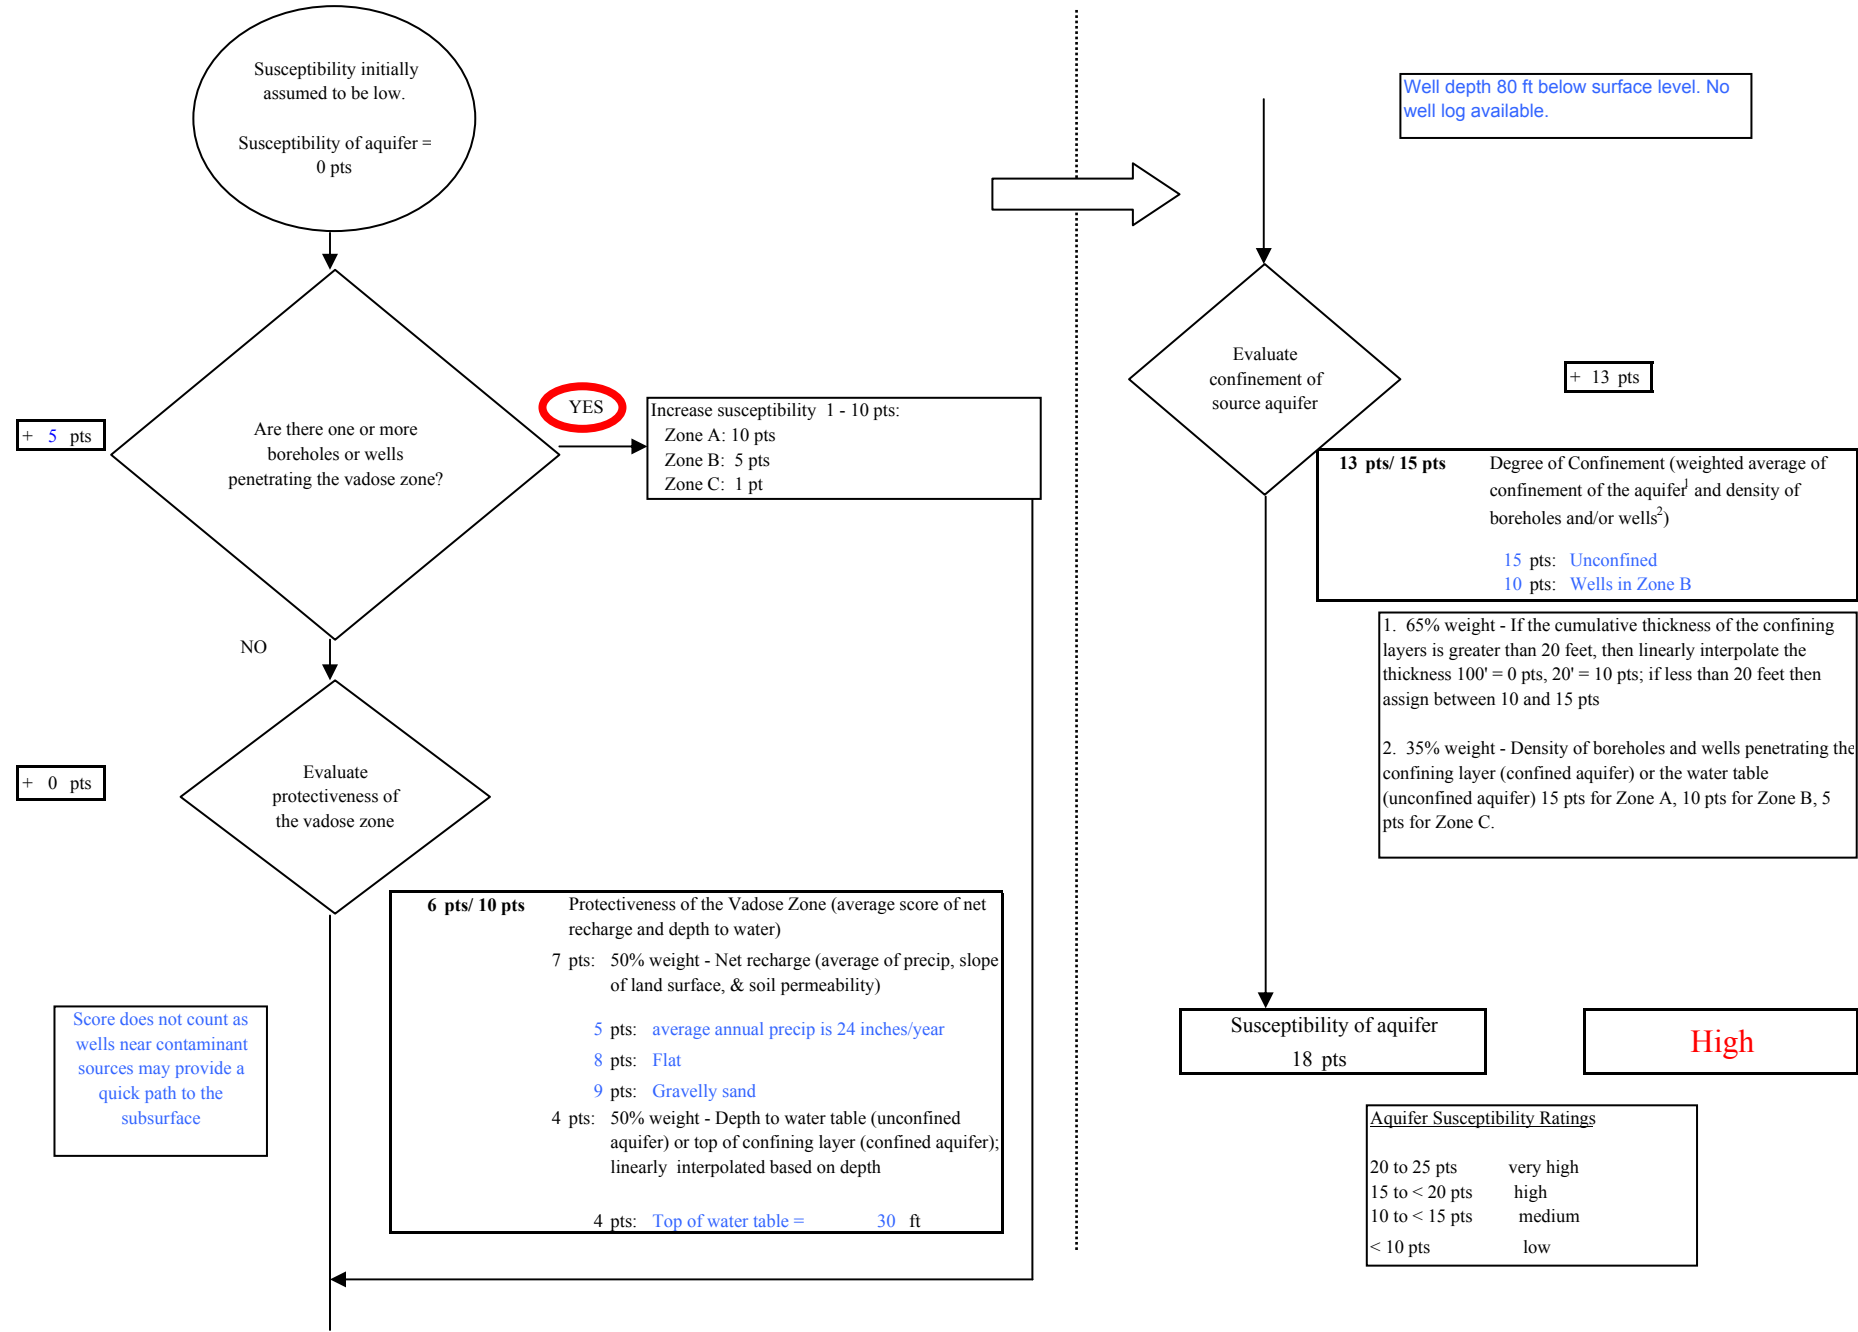 Susceptibility initially
assumed to be low.
Susceptibility of aquifer =
0 pts
+ 5 pts
Are there one or more
boreholes or wells
penetrating the vadose zone?
YES
Increase susceptibility 1 - 10 pts:
Zone A: 10 pts
Zone B: 5 pts
Zone C: 1 pt
NO
+ 0 pts
Evaluate
protectiveness of
the vadose zone
6 pts/ 10 pts Protectiveness of the Vadose Zone (average score of net
recharge and depth to water)
7 pts: 50% weight - Net recharge (average of precip, slope
of land surface, & soil permeability)
5 pts: average annual precip is 24 inches/year
8 pts: Flat
9 pts: Gravelly sand
4 pts: 50% weight - Depth to water table (unconfined
aquifer) or top of confining layer (confined aquifer);
linearly interpolated based on depth
4 pts: Top of water table = 30 ft
Score does not count as
wells near contaminant
sources may provide a
quick path to the
subsurface
Well depth 80 ft below surface level. No
well log available.
Evaluate
confinement of
source aquifer
+ 13 pts
13 pts/ 15 pts Degree of Confinement (weighted average of
confinement of the aquifer1 and density of
boreholes and/or wells2)
15 pts: Unconfined
10 pts: Wells in Zone B
1. 65% weight - If the cumulative thickness of the confining
layers is greater than 20 feet, then linearly interpolate the
thickness 100' = 0 pts, 20' = 10 pts; if less than 20 feet then
assign between 10 and 15 pts
2. 35% weight - Density of boreholes and wells penetrating the
confining layer (confined aquifer) or the water table
(unconfined aquifer) 15 pts for Zone A, 10 pts for Zone B, 5
pts for Zone C.
Susceptibility of aquifer
18 pts
High
Aquifer Susceptibility Ratings
20 to 25 pts very high
15 to < 20 pts high
10 to < 15 pts medium
< 10 pts low